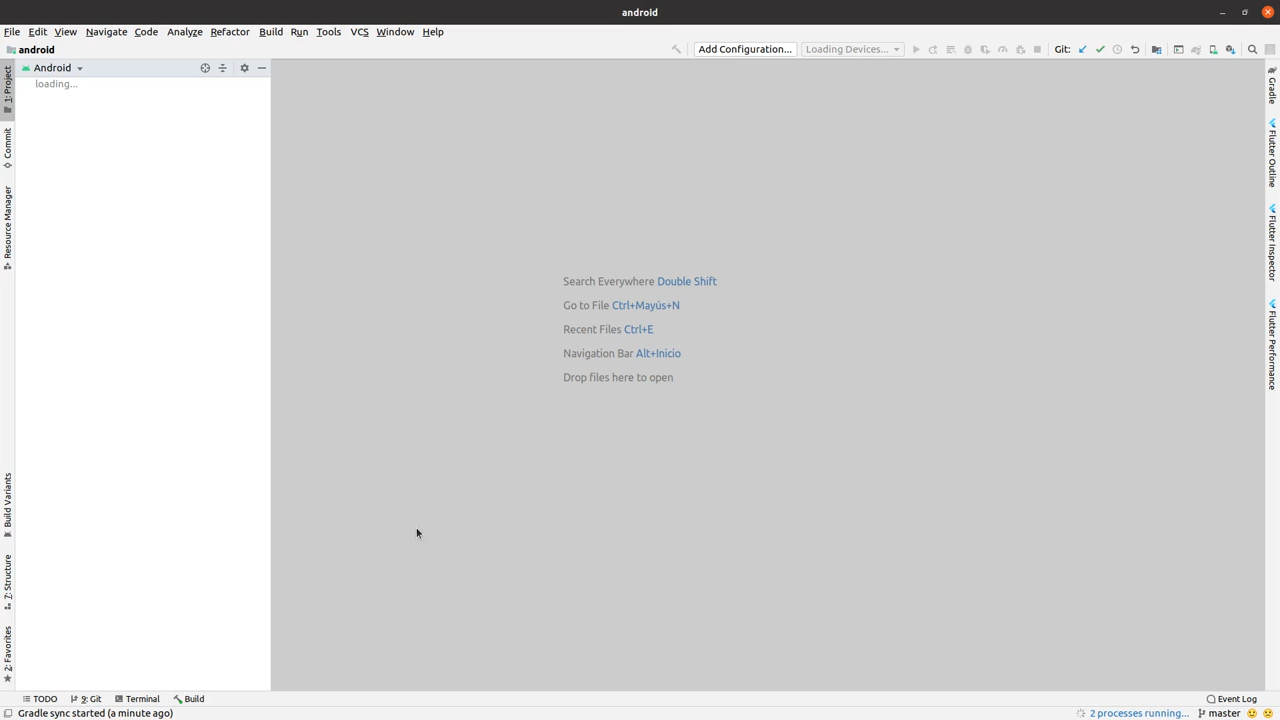 android
File Edit View Navigate Code Analyze Refactor Build Run Tools VCS Window Help
android
Add Configuration...
Loading Devices...
Git:
Android
loading...
1: Project
Commit
Resource Manager
Build Variants
7: Structure
2: Favorites
Search Everywhere Double Shift
Go to File Ctrl+Mayús+N
Recent Files Ctrl+E
Navigation Bar Alt+Inicio
Drop files here to open
Gradle
Flutter Outline
Flutter Inspector
Flutter Performance
TODO 9: Git Terminal Build Event Log
Gradle sync started (a minute ago) 2 processes running... master